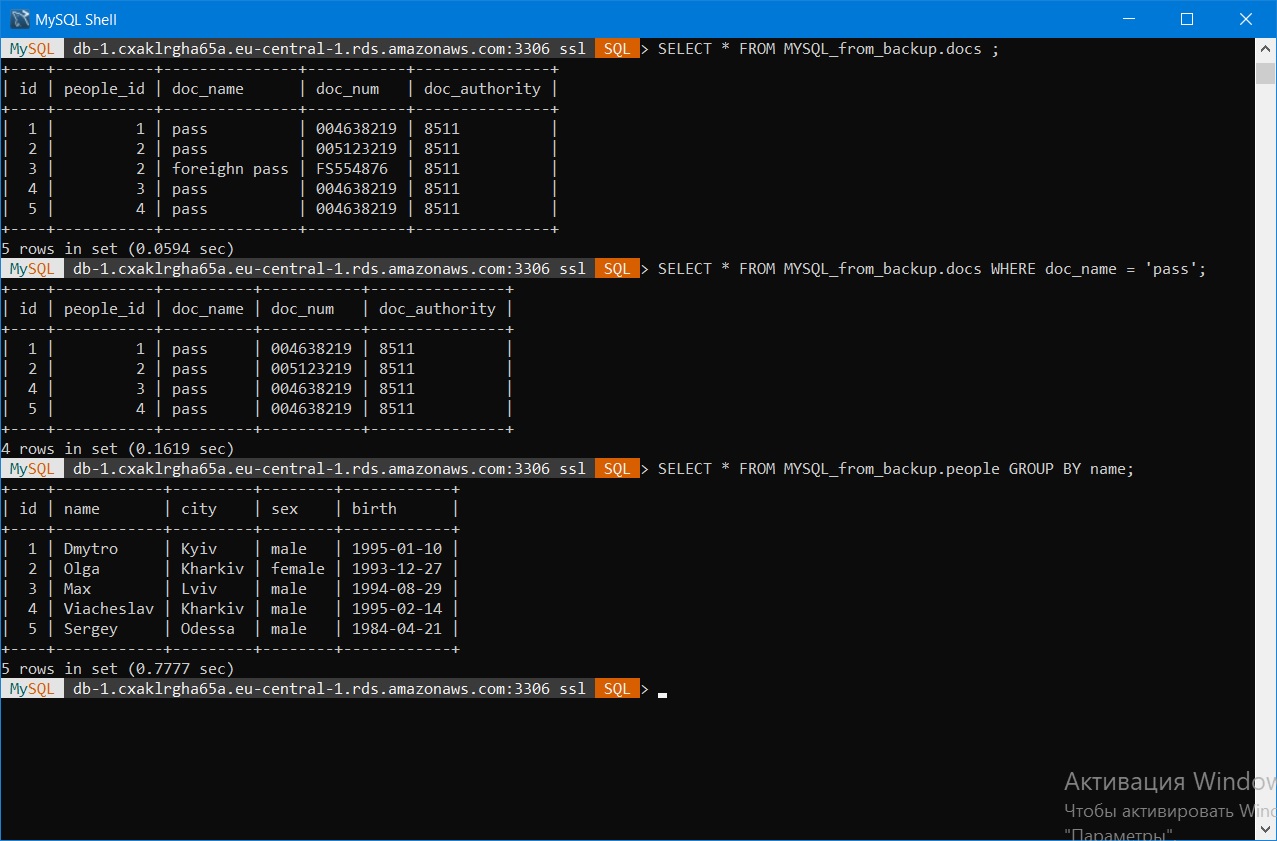 MySQL Shell
MySQL db-1.cxaklrgha65a.eu-central-1.rds.amazonaws.com:3306 ssl SQL > SELECT * FROM MYSQL_from_backup.docs ;
+----+-----------+---------------+-----------+---------------+
| id | people_id | doc_name      | doc_num   | doc_authority |
+----+-----------+---------------+-----------+---------------+
|  1 |         1 | pass          | 004638219 | 8511          |
|  2 |         2 | pass          | 005123219 | 8511          |
|  3 |         2 | foreighn pass | FS554876  | 8511          |
|  4 |         3 | pass          | 004638219 | 8511          |
|  5 |         4 | pass          | 004638219 | 8511          |
+----+-----------+---------------+-----------+---------------+
5 rows in set (0.0594 sec)
MySQL db-1.cxaklrgha65a.eu-central-1.rds.amazonaws.com:3306 ssl SQL > SELECT * FROM MYSQL_from_backup.docs WHERE doc_name = 'pass';
+----+-----------+----------+-----------+---------------+
| id | people_id | doc_name | doc_num   | doc_authority |
+----+-----------+----------+-----------+---------------+
|  1 |         1 | pass     | 004638219 | 8511          |
|  2 |         2 | pass     | 005123219 | 8511          |
|  4 |         3 | pass     | 004638219 | 8511          |
|  5 |         4 | pass     | 004638219 | 8511          |
+----+-----------+----------+-----------+---------------+
4 rows in set (0.1619 sec)
MySQL db-1.cxaklrgha65a.eu-central-1.rds.amazonaws.com:3306 ssl SQL > SELECT * FROM MYSQL_from_backup.people GROUP BY name;
+----+------------+---------+--------+------------+
| id | name       | city    | sex    | birth      |
+----+------------+---------+--------+------------+
|  1 | Dmytro     | Kyiv    | male   | 1995-01-10 |
|  2 | Olga       | Kharkiv | female | 1993-12-27 |
|  3 | Max        | Lviv    | male   | 1994-08-29 |
|  4 | Viacheslav | Kharkiv | male   | 1995-02-14 |
|  5 | Sergey     | Odessa  | male   | 1984-04-21 |
+----+------------+---------+--------+------------+
5 rows in set (0.7777 sec)
MySQL db-1.cxaklrgha65a.eu-central-1.rds.amazonaws.com:3306 ssl SQL >
Активация Window
Чтобы активировать Wind
"Параметры".